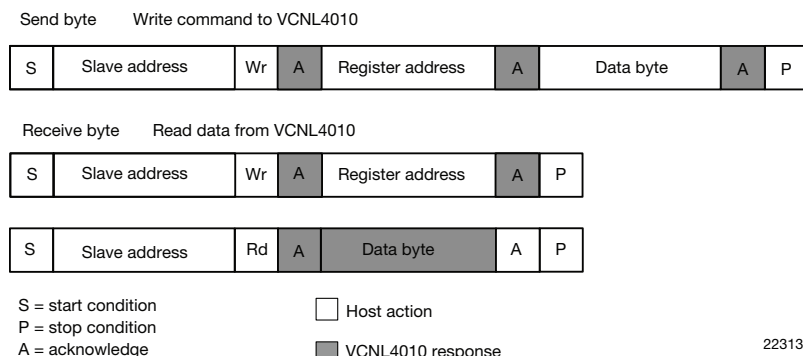 Send byte Write command to VCNL4010
S Slave address Wr A Register address A Data byte A P
Receive byte Read data from VCNL4010
S Slave address Wr A Register address A P
S Slave address Rd A Data byte A P
S = start condition
P = stop condition
A = acknowledge
Host action
VCNL4010 response
22313